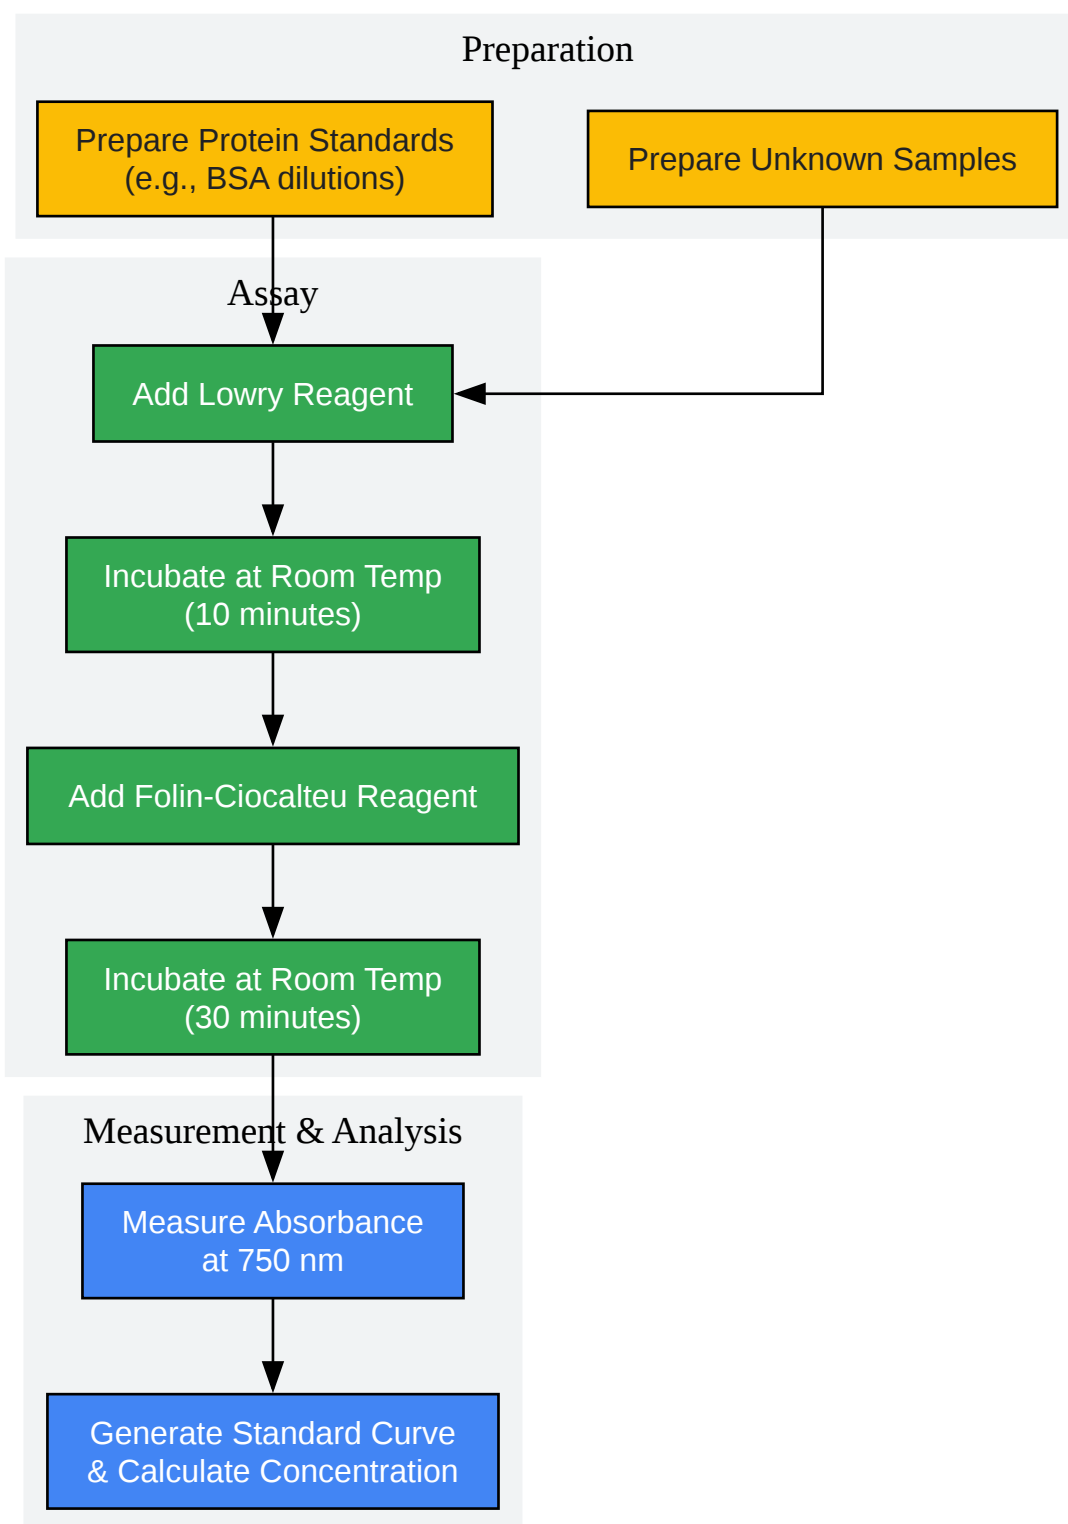 Preparation
Prepare Protein Standards
(e.g., BSA dilutions)
Prepare Unknown Samples
Assay
Add Lowry Reagent
Incubate at Room Temp
(10 minutes)
Add Folin-Ciocalteu Reagent
Incubate at Room Temp
(30 minutes)
Measurement & Analysis
Measure Absorbance
at 750 nm
Generate Standard Curve
& Calculate Concentration